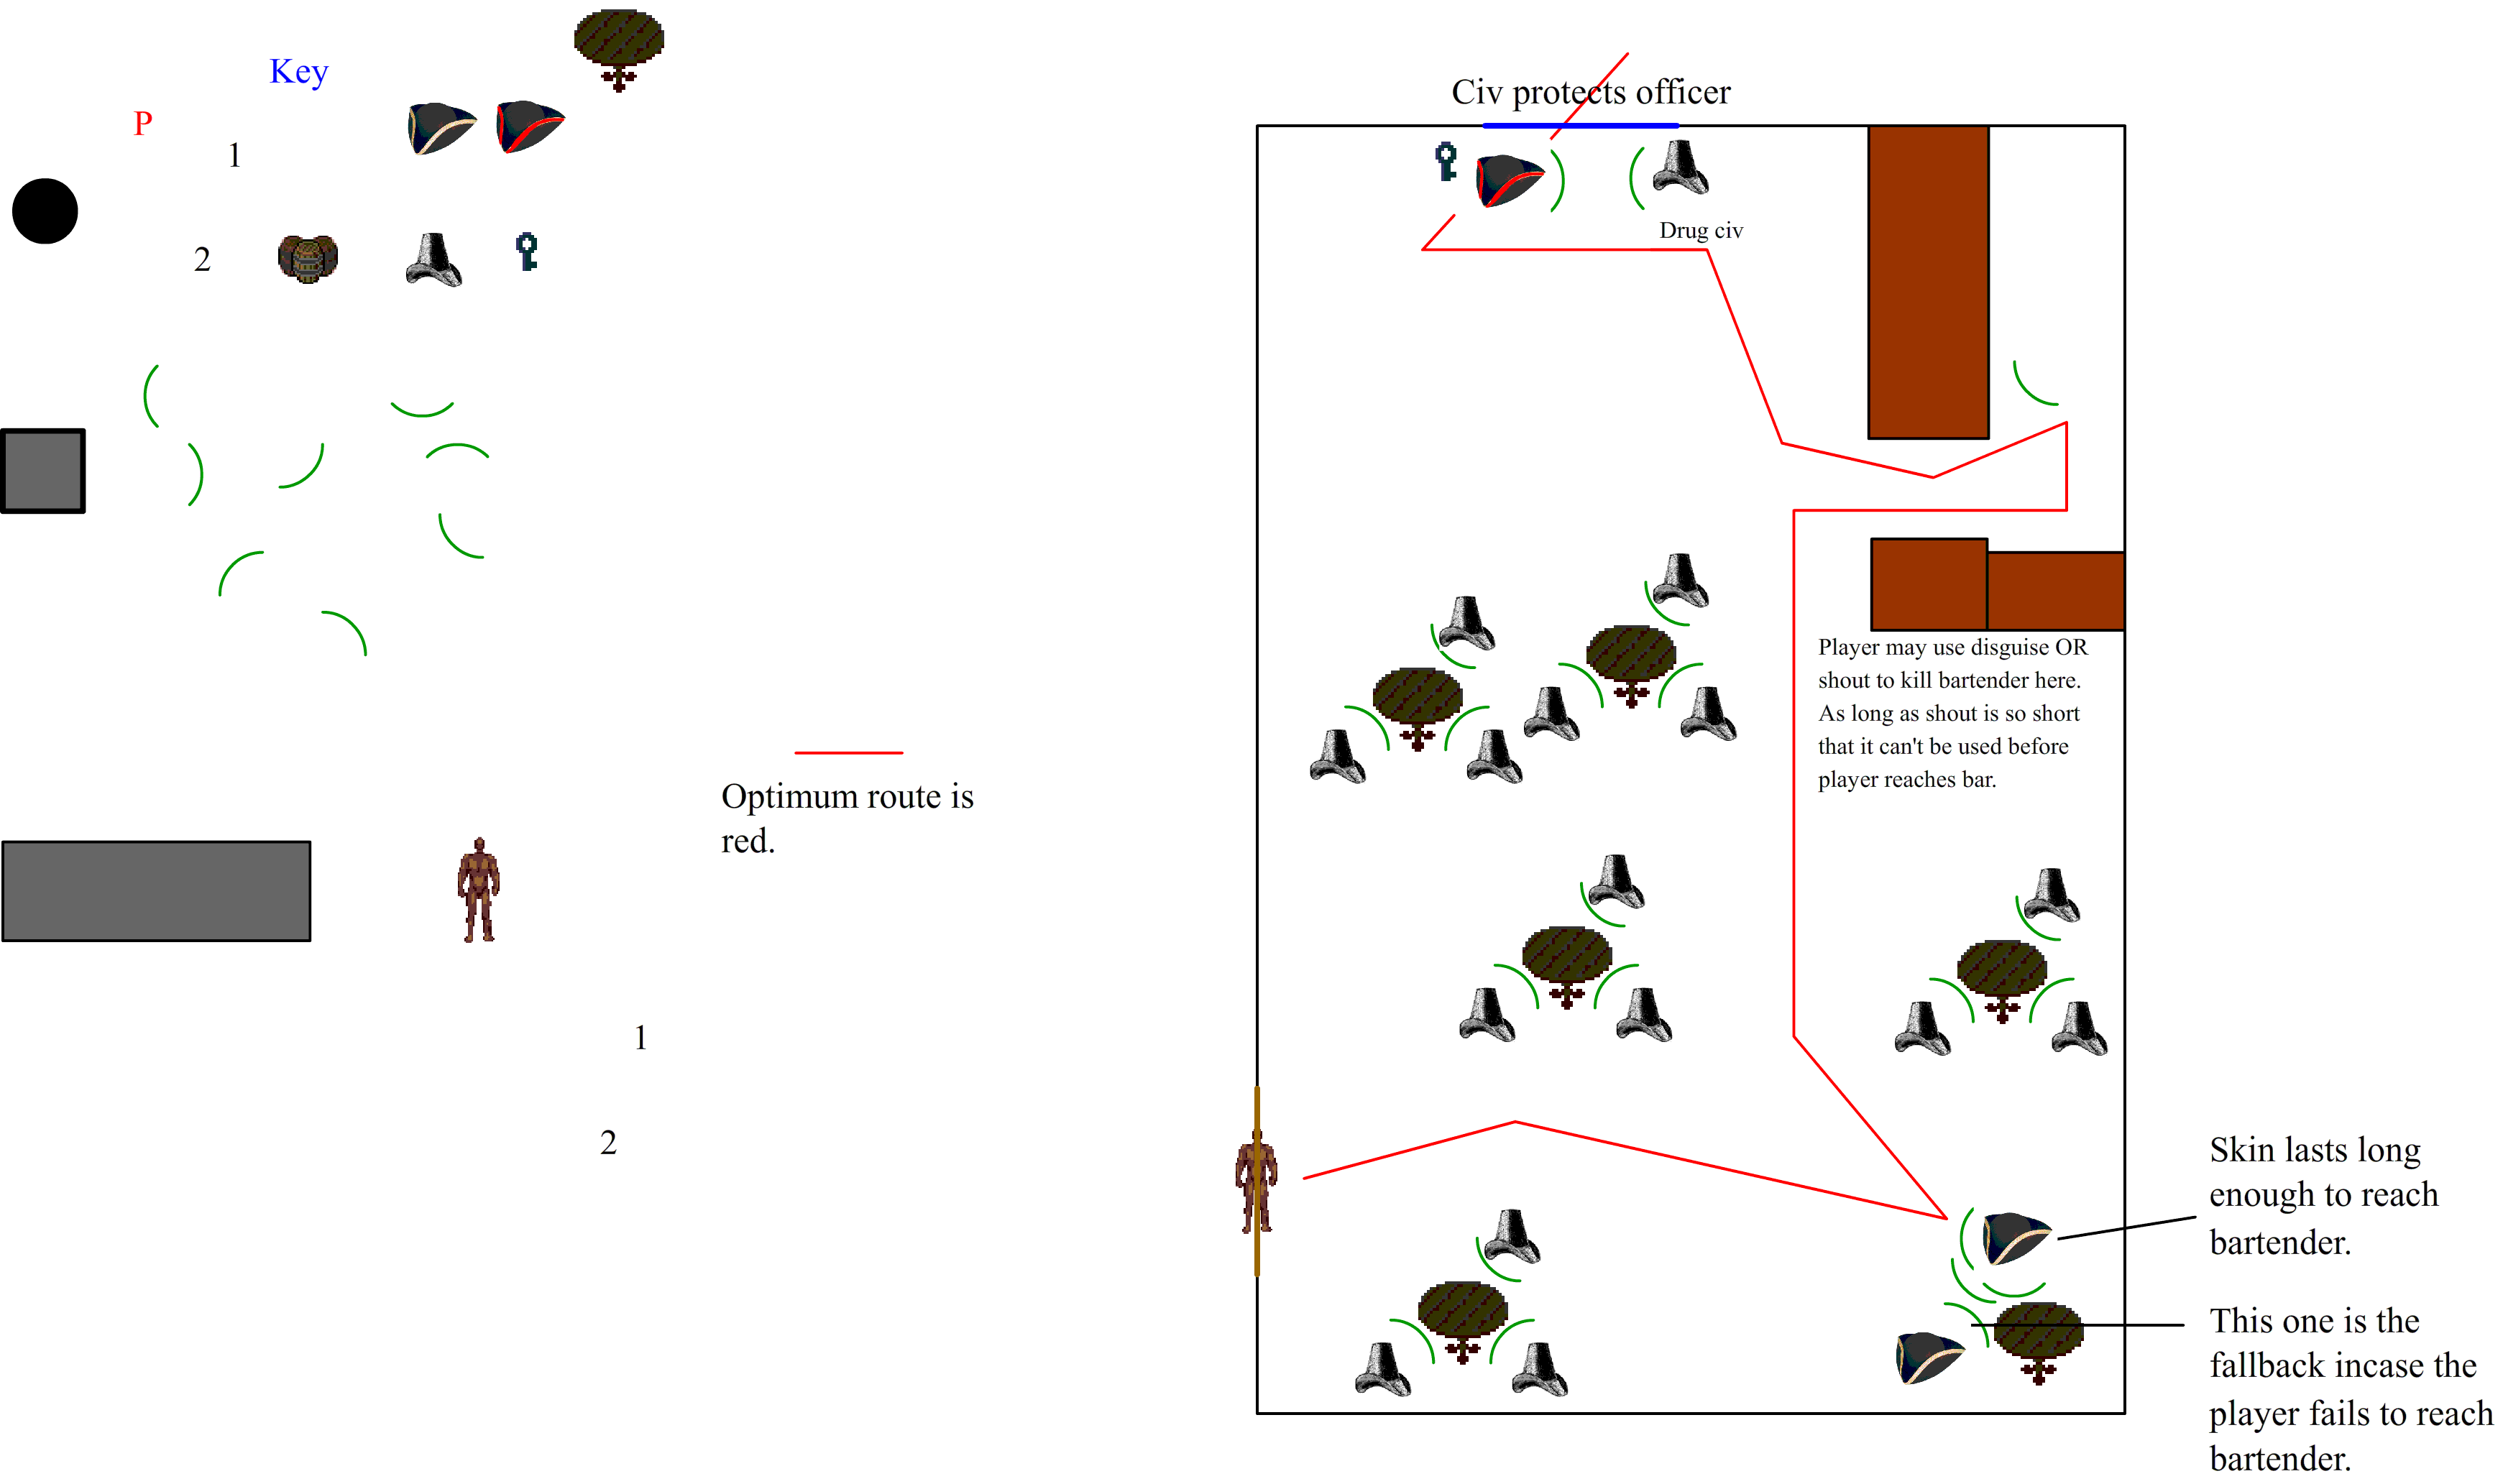 Key
P
1
2
Optimum route is
red.
1
2
Civ protects officer
Drug civ
Player may use disguise OR
shout to kill bartender here.
As long as shout is so short
that it can't be used before
player reaches bar.
Skin lasts long
enough to reach
bartender.
This one is the
fallback incase the
player fails to reach
bartender.